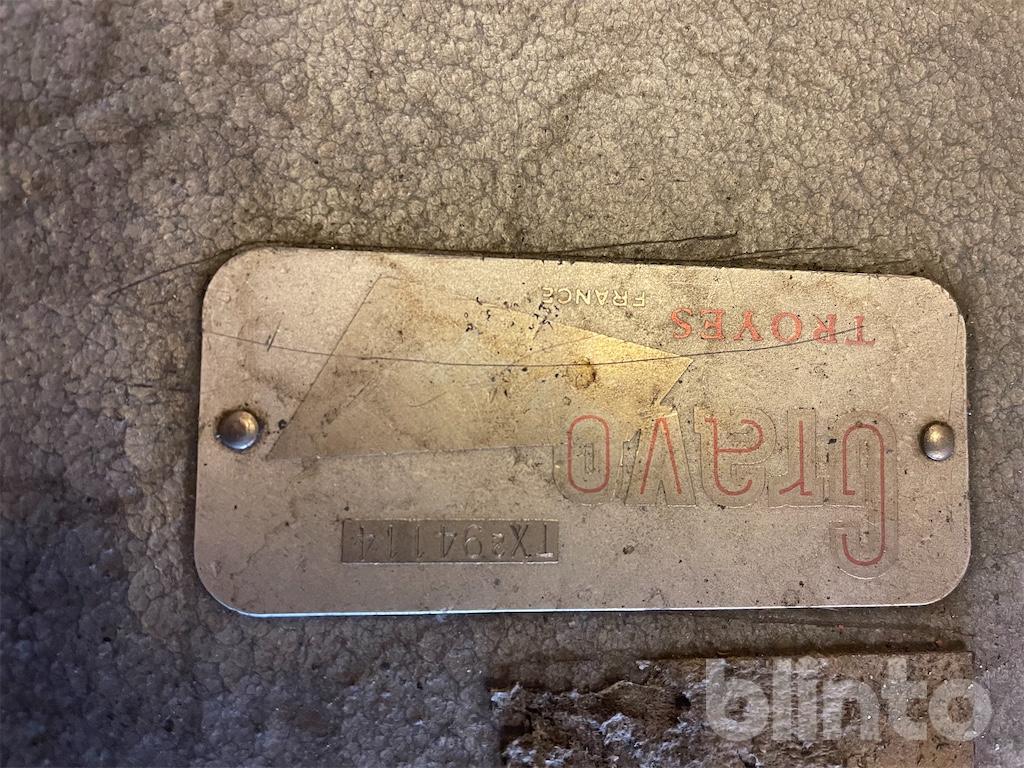 TX294114
Gravo
TROYES
FRANCE
blinto